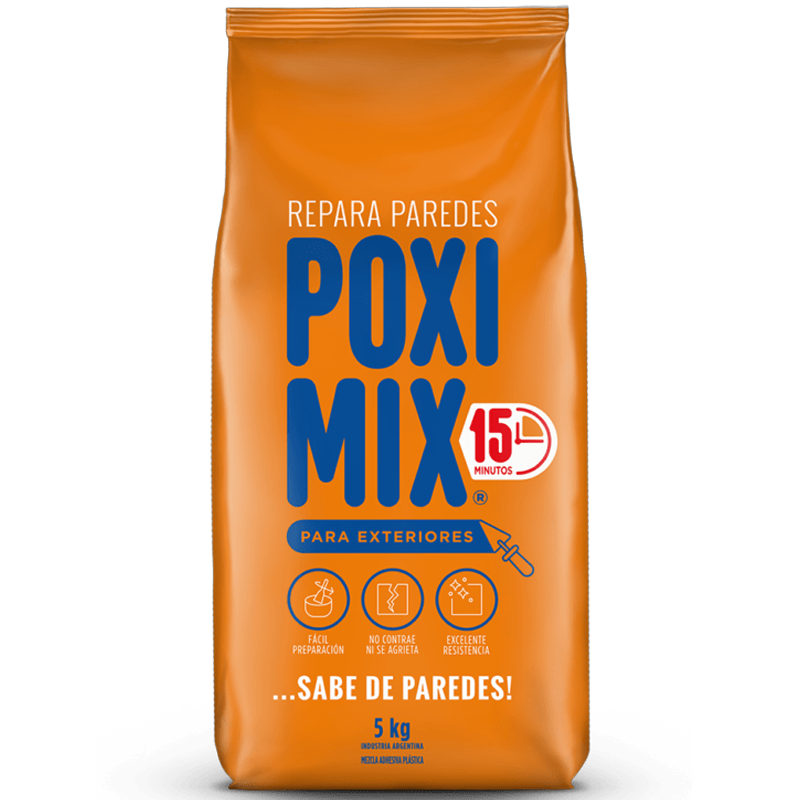 REPARA PAREDES
POXI
MIX
15
MINUTOS
®
PARA EXTERIORES
FÁCIL
PREPARACIÓN
NO CONTRAE
NI SE AGRIETA
EXCELENTE
RESISTENCIA
...SABE DE PAREDES!
5 kg
INDUSTRIA ARGENTINA
MEZCLA ADHESIVA PLÁSTICA